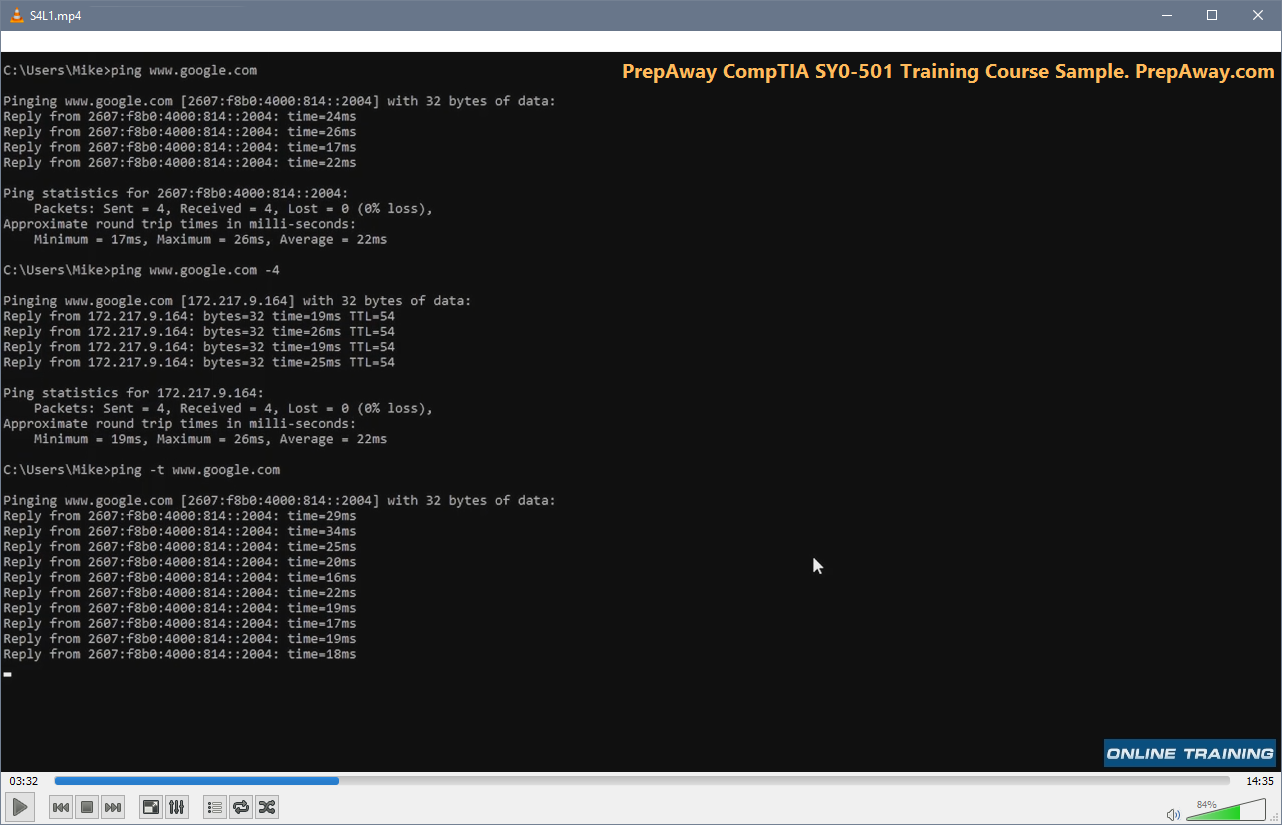 S4L1.mp4
C:\Users\Mike>ping www.google.com
PrepAway CompTIA SY0-501 Training Course Sample. PrepAway.com
Pinging www.google.com [2607:f8b0:4000:814::2004] with 32 bytes of data:
Reply from 2607:f8b0:4000:814::2004: time=24ms
Reply from 2607:f8b0:4000:814::2004: time=26ms
Reply from 2607:f8b0:4000:814::2004: time=17ms
Reply from 2607:f8b0:4000:814::2004: time=22ms
Ping statistics for 2607:f8b0:4000:814::2004:
Packets: Sent = 4, Received = 4, Lost = 0 (0% loss),
Approximate round trip times in milli-seconds:
Minimum = 17ms, Maximum = 26ms, Average = 22ms
C:\Users\Mike>ping www.google.com -4
Pinging www.google.com [172.217.9.164] with 32 bytes of data:
Reply from 172.217.9.164: bytes=32 time=19ms TTL=54
Reply from 172.217.9.164: bytes=32 time=26ms TTL=54
Reply from 172.217.9.164: bytes=32 time=19ms TTL=54
Reply from 172.217.9.164: bytes=32 time=25ms TTL=54
Ping statistics for 172.217.9.164:
Packets: Sent = 4, Received = 4, Lost = 0 (0% loss),
Approximate round trip times in milli-seconds:
Minimum = 19ms, Maximum = 26ms, Average = 22ms
C:\Users\Mike>ping -t www.google.com
Pinging www.google.com [2607:f8b0:4000:814::2004] with 32 bytes of data:
Reply from 2607:f8b0:4000:814::2004: time=29ms
Reply from 2607:f8b0:4000:814::2004: time=34ms
Reply from 2607:f8b0:4000:814::2004: time=25ms
Reply from 2607:f8b0:4000:814::2004: time=20ms
Reply from 2607:f8b0:4000:814::2004: time=16ms
Reply from 2607:f8b0:4000:814::2004: time=22ms
Reply from 2607:f8b0:4000:814::2004: time=19ms
Reply from 2607:f8b0:4000:814::2004: time=17ms
Reply from 2607:f8b0:4000:814::2004: time=19ms
Reply from 2607:f8b0:4000:814::2004: time=18ms
ONLINE TRAINING
03:32
14:35
84%